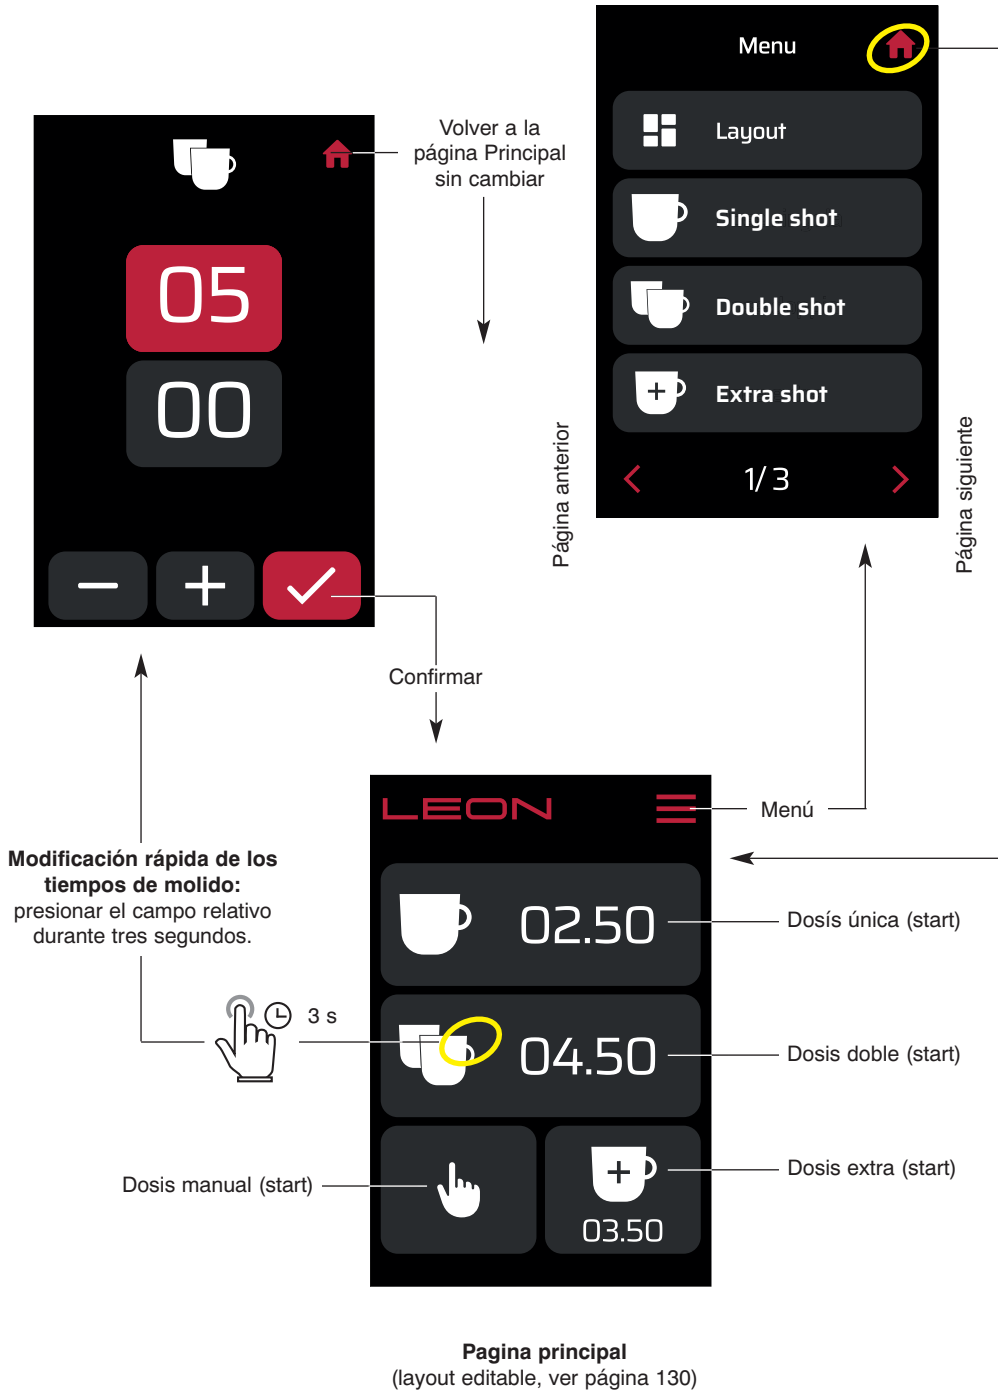 Menu
Layout
Single shot
Double shot
Extra shot
1/3
Página anterior
Página siguiente
Volver a la
página Principal
sin cambiar
05
00
Confirmar
Modificación rápida de los
tiempos de molido:
presionar el campo relativo
durante tres segundos.
3 s
LEON
Menú
02.50
Dosís única (start)
04.50
Dosis doble (start)
Dosis manual (start)
Dosis extra (start)
03.50
Pagina principal
(layout editable, ver página 130)